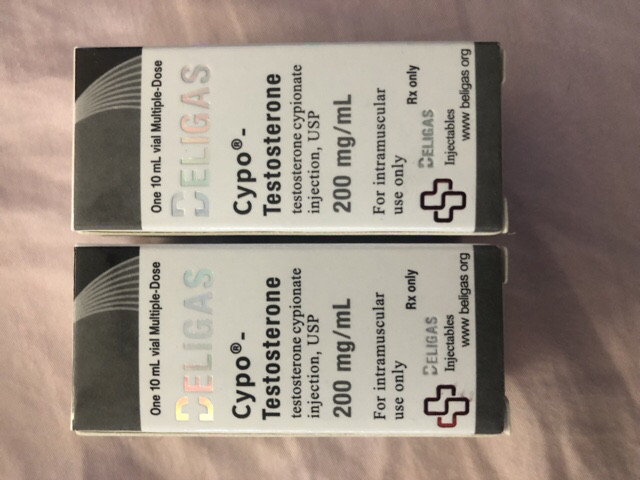 One 10 mL vial Multiple-Dose
BELIGAS
Cypo®-
Testosterone
testosterone cypionate
injection, USP
200 mg/mL
For intramuscular
use only
Rx only
BELIGAS
Injectables
www beligas org
One 10 mL vial Multiple-Dose
BELIGAS
Cypo®-
Testosterone
testosterone cypionate
injection, USP
200 mg/mL
For intramuscular
use only
Rx only
BELIGAS
Injectables
www beligas org